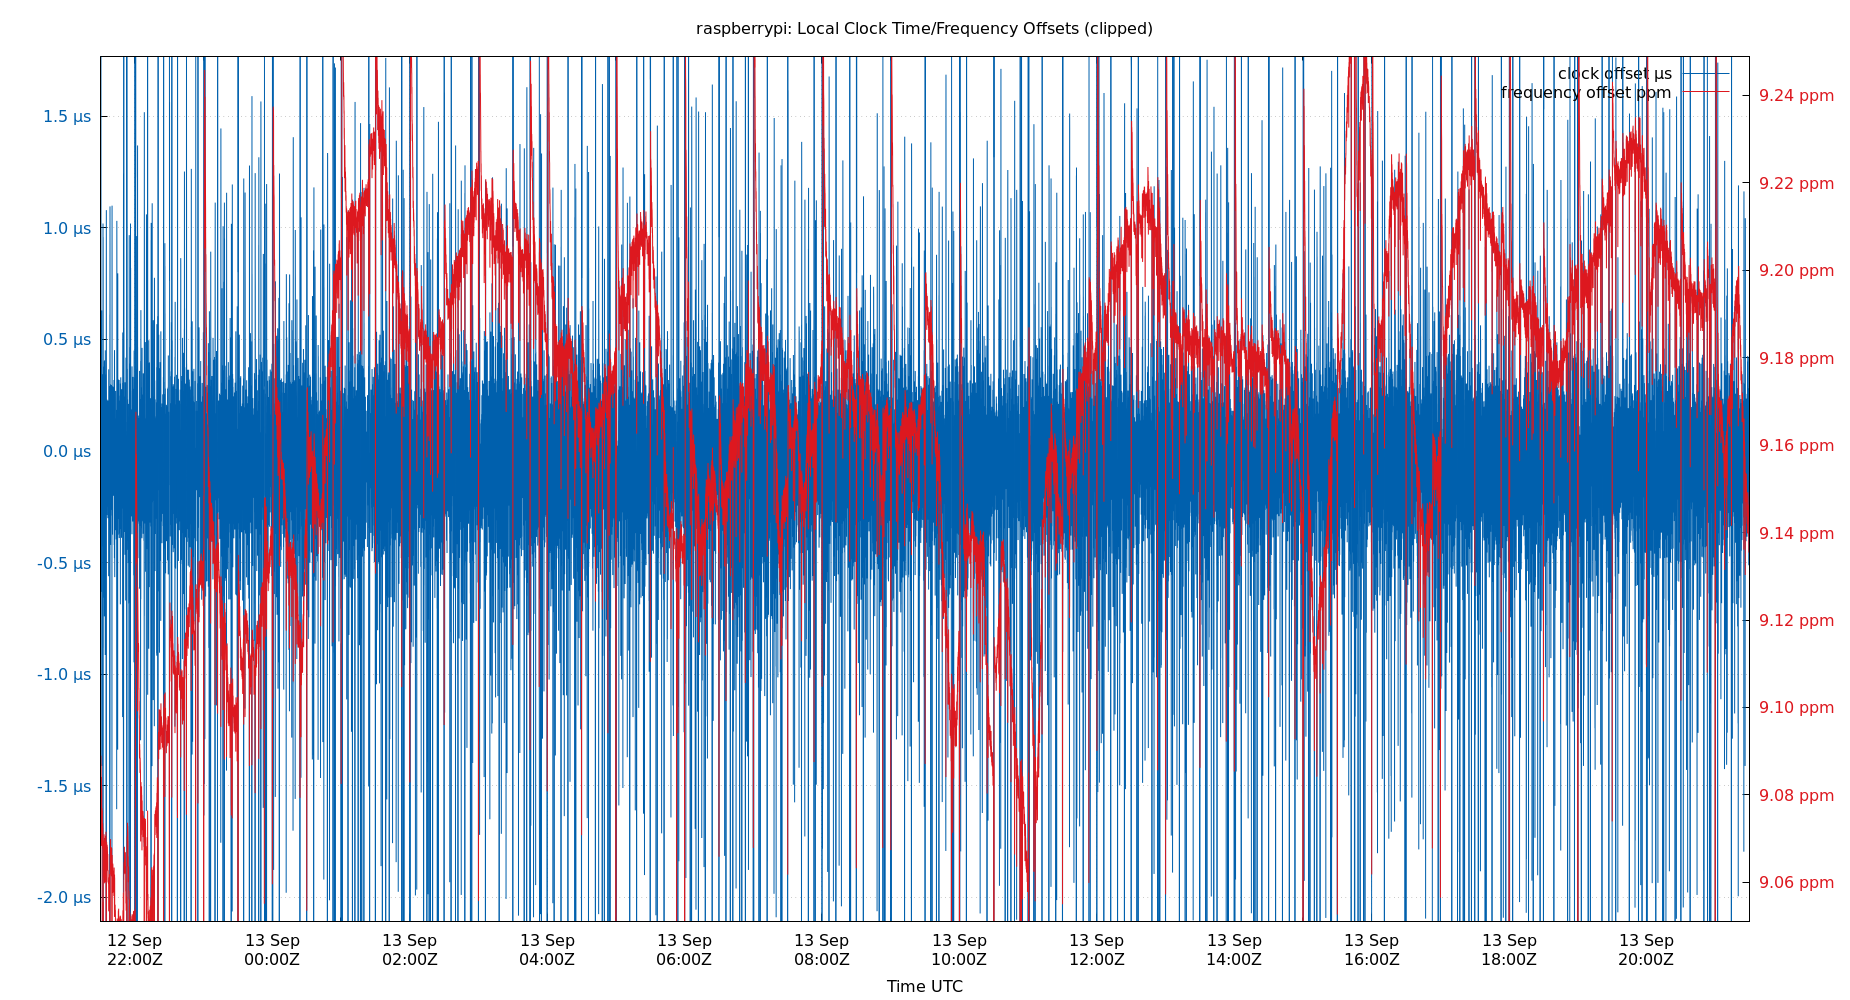 raspberrypi: Local Clock Time/Frequency Offsets (clipped)
clock offset µs
frequency offset ppm
1.5 µs
1.0 µs
0.5 µs
0.0 µs
-0.5 µs
-1.0 µs
-1.5 µs
-2.0 µs
9.24 ppm
9.22 ppm
9.20 ppm
9.18 ppm
9.16 ppm
9.14 ppm
9.12 ppm
9.10 ppm
9.08 ppm
9.06 ppm
12 Sep 13 Sep 13 Sep 13 Sep 13 Sep 13 Sep 13 Sep 13 Sep 13 Sep 13 Sep 13 Sep 13 Sep
22:00Z 00:00Z 02:00Z 04:00Z 06:00Z 08:00Z 10:00Z 12:00Z 14:00Z 16:00Z 18:00Z 20:00Z
Time UTC